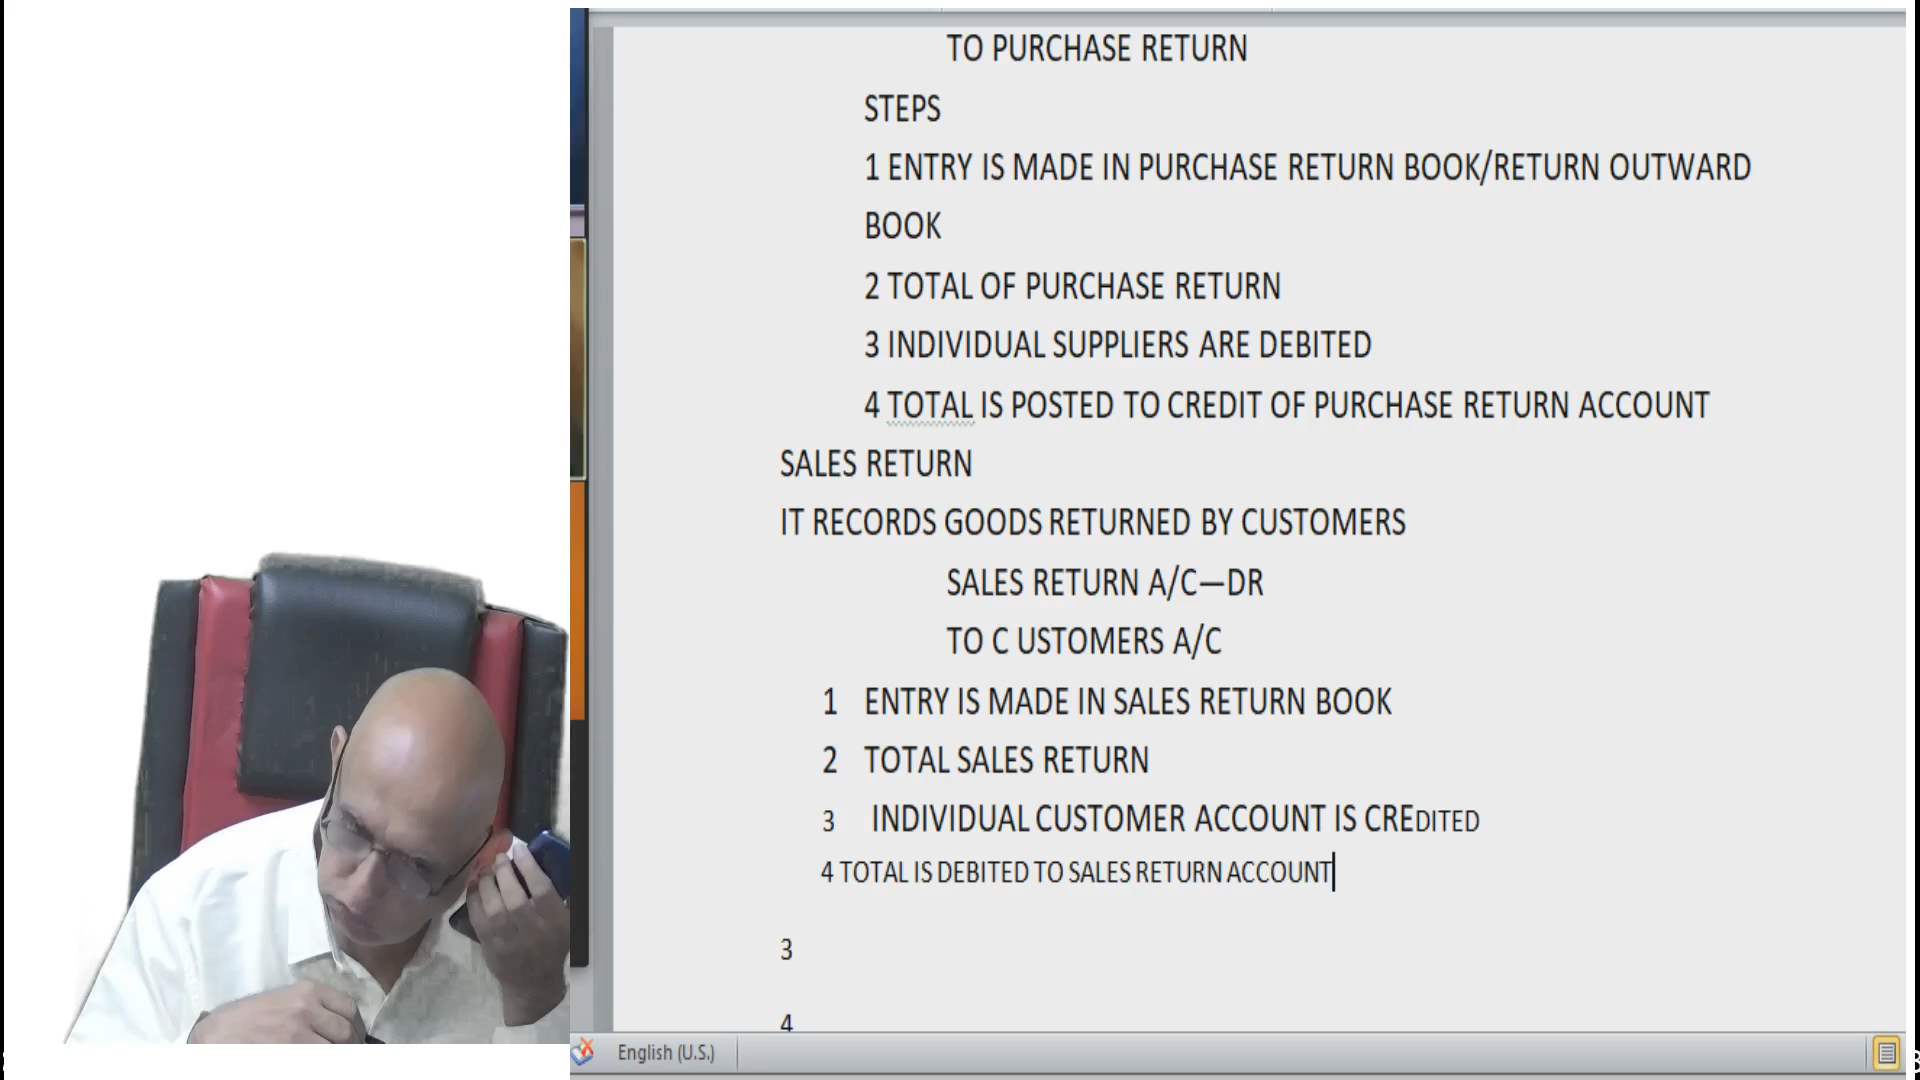 TO PURCHASE RETURN
STEPS
1 ENTRY IS MADE IN PURCHASE RETURN BOOK/RETURN OUTWARD
BOOK
2 TOTAL OF PURCHASE RETURN
3 INDIVIDUAL SUPPLIERS ARE DEBITED
4 TOTAL IS POSTED TO CREDIT OF PURCHASE RETURN ACCOUNT
SALES RETURN
IT RECORDS GOODS RETURNED BY CUSTOMERS
SALES RETURN A/C—DR
TO C USTOMERS A/C
1 ENTRY IS MADE IN SALES RETURN BOOK
2 TOTAL SALES RETURN
3 INDIVIDUAL CUSTOMER ACCOUNT IS CREDITED
4 TOTAL IS DEBITED TO SALES RETURN ACCOUNT
3
4
English (U.S.)